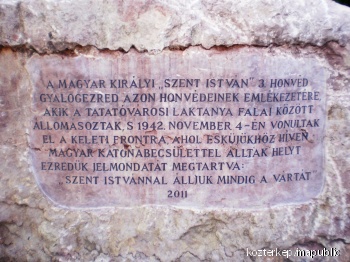 A MAGYAR KIRÁLYI „SZENT ISTVÁN” 3. HONVÉD
GYALOGEZRED AZON HONVÉDEINEK EMLÉKEZETÉRE,
AKIK A TATATÓVÁROSI LAKTANYA FALAI KÖZÖTT
ÁLLOMÁSOZTAK, S 1942. NOVEMBER 4-ÉN VONULTAK
EL A KELETI FRONTRA, AHOL ESKÜJÜKHÖZ HÍVEN
MAGYAR KATONABECSÜLETTEL ÁLLTAK HELYT
EZREDÜK JELMONDATÁT MEGTARTVA:
„SZENT ISTVÁNNAL ÁLLJUK MINDIG A VÁRTÁT”
2011
kozterkep.mapublic